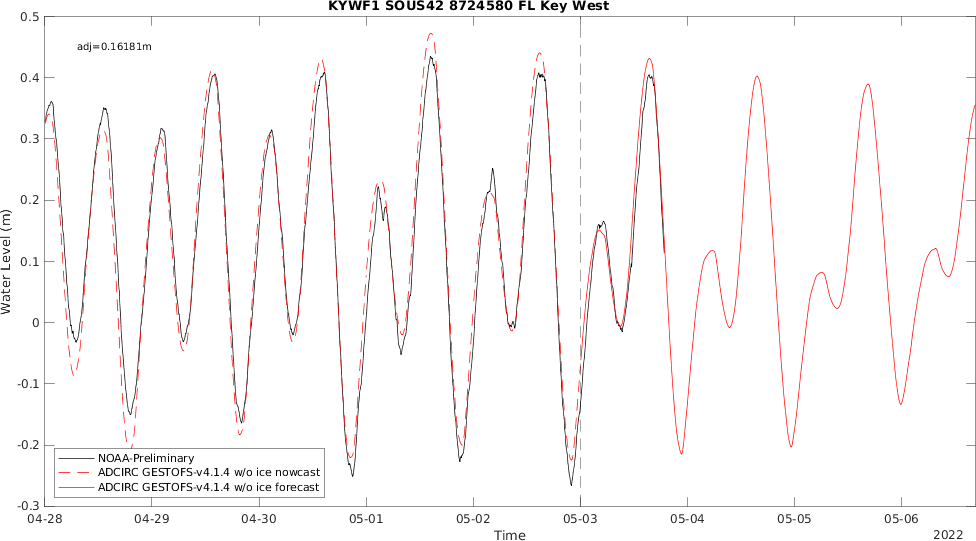 KYWF1 SOUS42 8724580 FL Key West
adj=0.16181m
0.5
0.4
0.3
0.2
0.1
0
-0.1
-0.2
-0.3
Water Level (m)
NOAA-Preliminary
ADCIRC GESTOFS-v4.1.4 w/o ice nowcast
ADCIRC GESTOFS-v4.1.4 w/o ice forecast
04-28 04-29 04-30 05-01 05-02 05-03 05-04 05-05 05-06
Time
2022